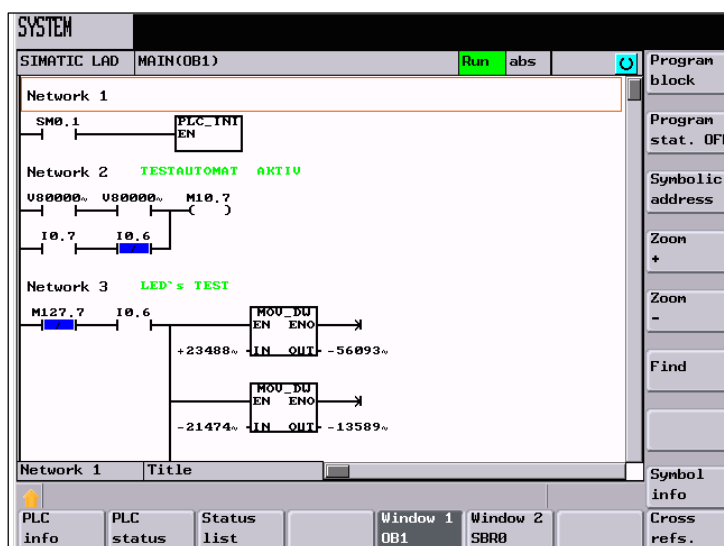 SYSTEM
SIMATIC LAD MAIN(OB1) Run abs
Program
block
Network 1
SM0.1 PLC_INI
EN
Program
stat. OFF
Network 2 TESTAUTOMAT AKTIV
V80000~ V80000~ M10.7
( )
I0.7 I0.6
/
Symbolic
address
Zoom
+
Network 3 LED`s TEST
M127.7 I0.6 MOV_DW
/ EN ENO
+23488~ IN OUT -56093~
Zoom
-
Find
MOV_DW
EN ENO
-21474~ IN OUT -13589~
Network 1 Title
Symbol
info
PLC
info
PLC
status
Status
list
Window 1
OB1
Window 2
SBR0
Cross
refs.